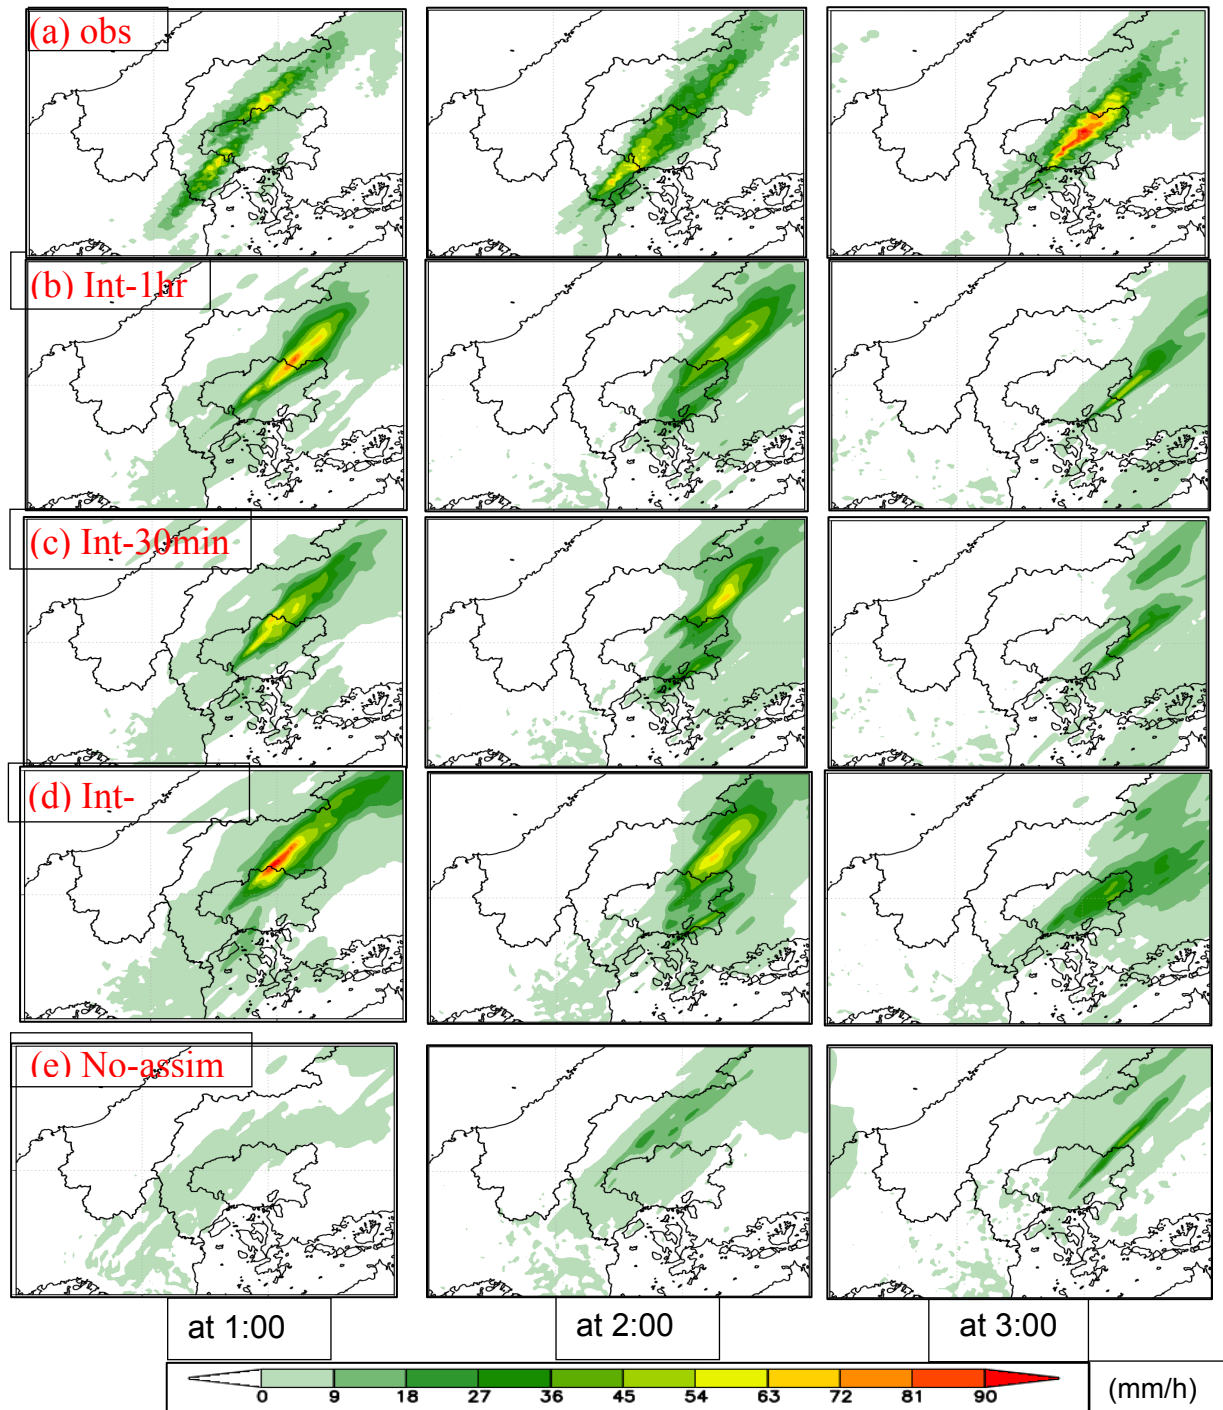 (a) obs
(b) Int-1hr
(c) Int-30min
(d) Int-
(e) No-assim
at 1:00
at 2:00
at 3:00
0 9 18 27 36 45 54 63 72 81 90
(mm/h)